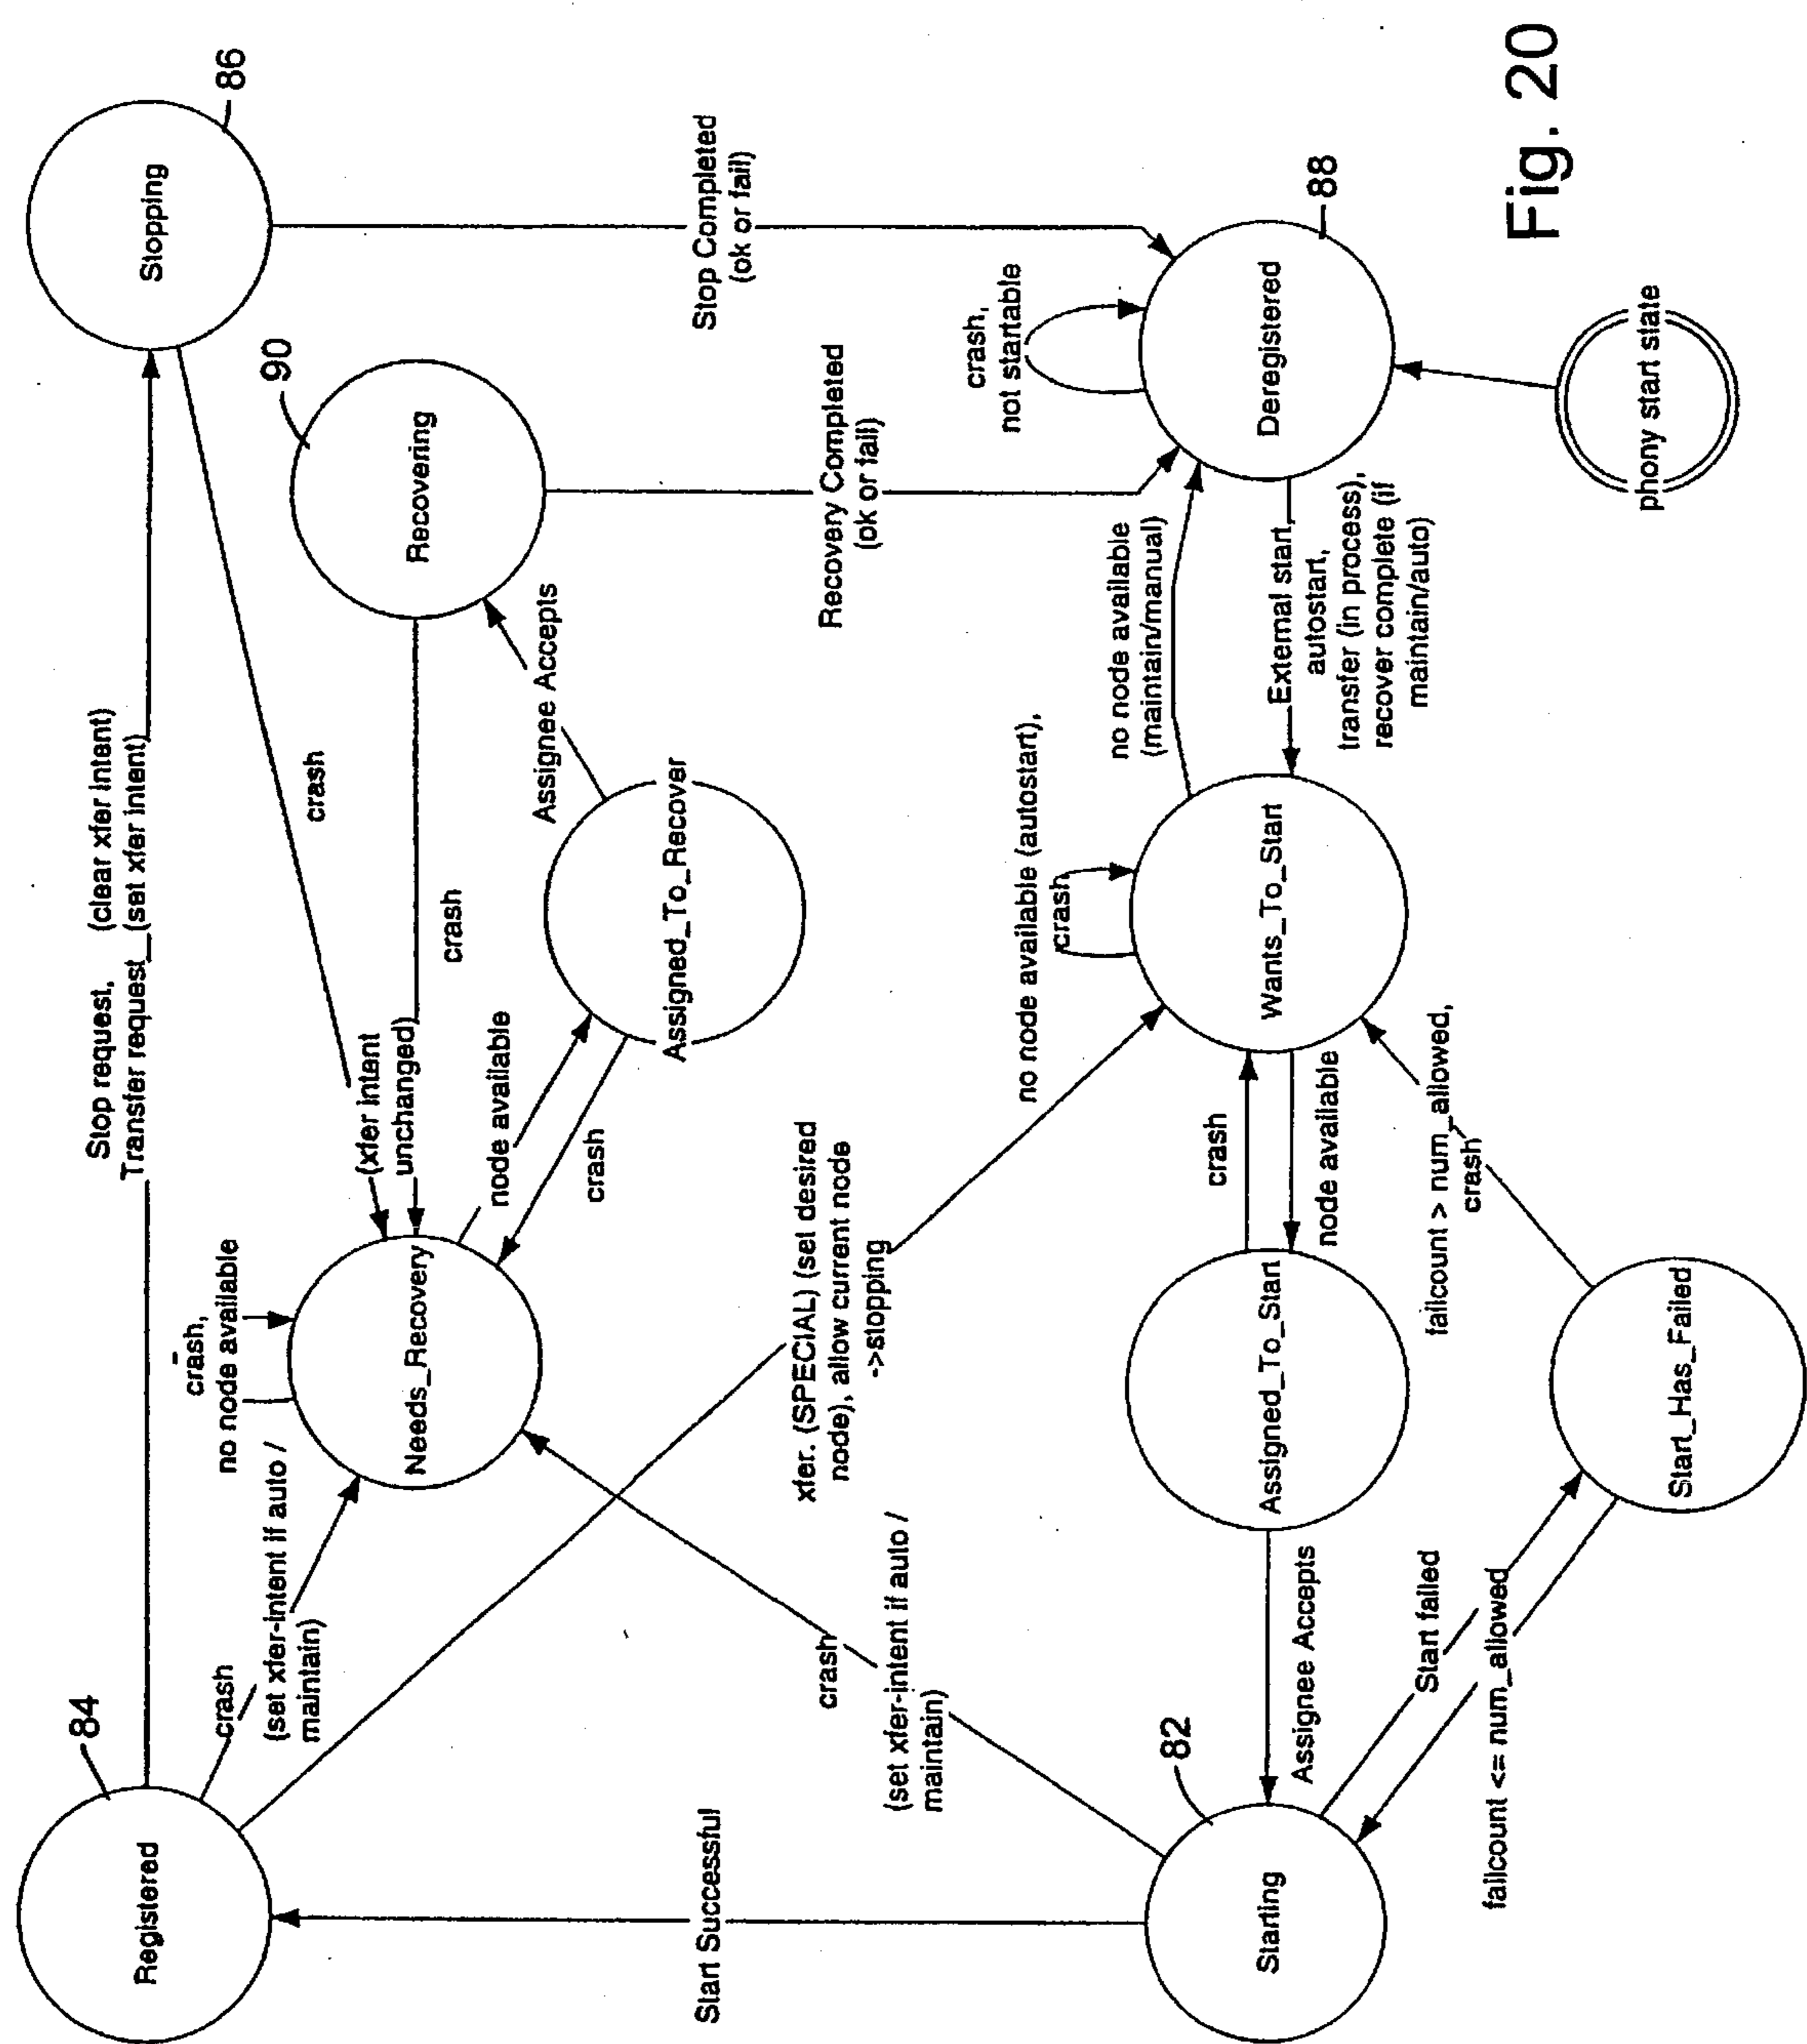 84
Registered
Stop request, (clear xfer intent)
Transfer request (set xfer intent)
Stopping
86
crash
(set xfer-intent if auto /
maintain)
crash,
no node available
Needs_Recovery
(xfer intent
unchanged)
crash
crash
90
Recovering
node available
crash
Assigned_To_Recover
Assignee Accepts
Stop Completed
(ok or fail)
Recovery Completed
(ok or fail)
Start Successful
crash
(set xfer-intent if auto /
maintain)
xfer. (SPECIAL) (set desired
node), allow current node
->stopping
no node available (autostart),
crash
no node available
(maintain/manual)
crash,
not startable
82
Starting
Assignee Accepts
Assigned_To_Start
crash
node available
Wants_To_Start
External start,
autostart,
transfer (in process),
recover complete (if
maintain/auto)
Deregistered
88
failcount <= num_allowed
Start failed
Start_Has_Failed
failcount > num_allowed,
crash
phony start state
Fig. 20